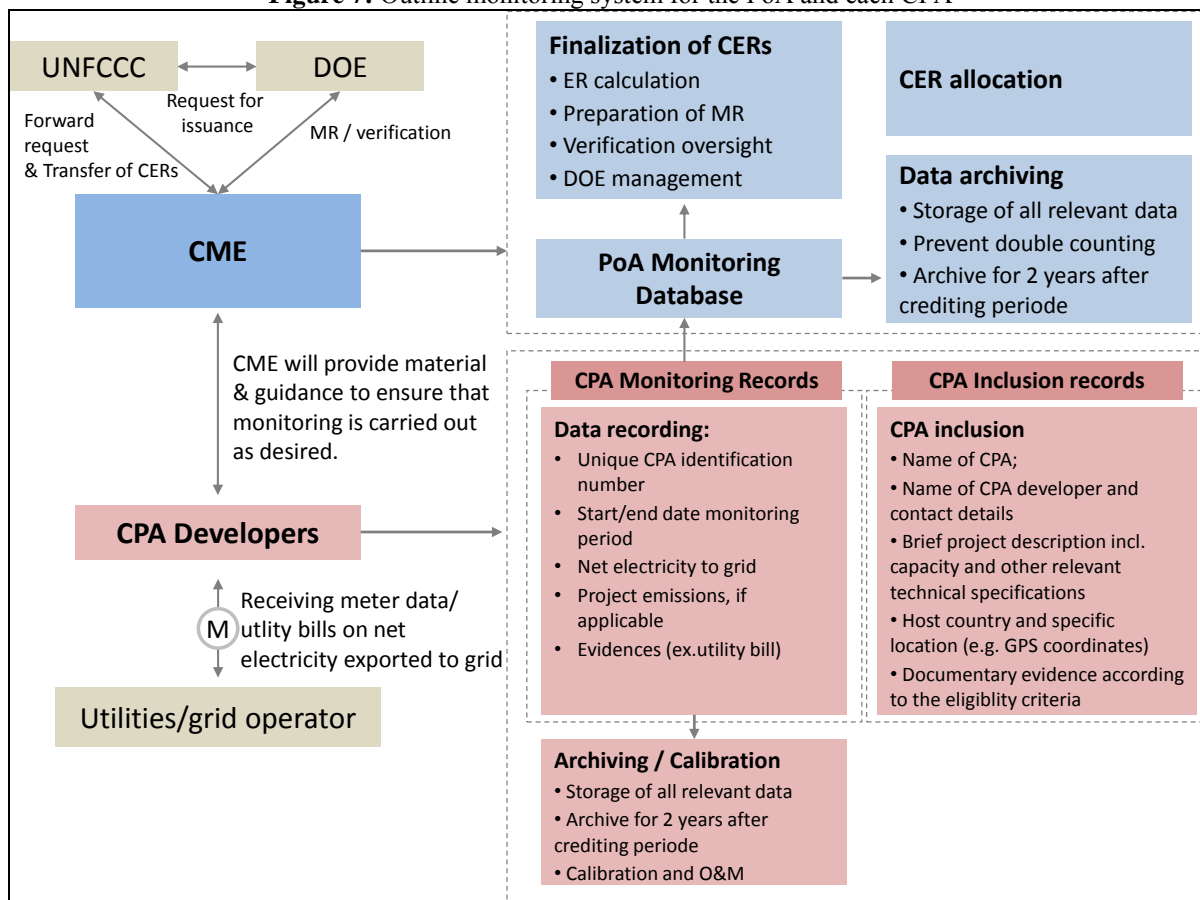 Figure 7: Outline monitoring system for the PoA and each CPA
UNFCCC
DOE
Request for
issuance
Forward
request
& Transfer of CERs
MR / verification
CME
CME will provide material
& guidance to ensure that
monitoring is carried out
as desired.
CPA Developers
M
Receiving meter data/
utlity bills on net
electricity exported to grid
Utilities/grid operator
Finalization of CERs
• ER calculation
• Preparation of MR
• Verification oversight
• DOE management
CER allocation
PoA Monitoring
Database
Data archiving
• Storage of all relevant data
• Prevent double counting
• Archive for 2 years after
crediting periode
CPA Monitoring Records
Data recording:
• Unique CPA identification
number
• Start/end date monitoring
period
• Net electricity to grid
• Project emissions, if
applicable
• Evidences (ex.utility bill)
CPA Inclusion records
CPA inclusion
• Name of CPA;
• Name of CPA developer and
contact details
• Brief project description incl.
capacity and other relevant
technical specifications
• Host country and specific
location (e.g. GPS coordinates)
• Documentary evidence according
to the eligiblity criteria
Archiving / Calibration
• Storage of all relevant data
• Archive for 2 years after
crediting periode
• Calibration and O&M